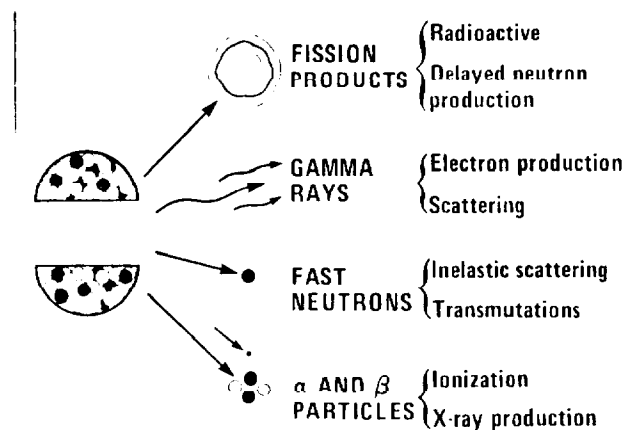 FISSION
PRODUCTS
Radioactive
Delayed neutron
production
GAMMA
RAYS
Electron production
Scattering
FAST
NEUTRONS
Inelastic scattering
Transmutations
α AND β
PARTICLES
Ionization
X-ray production